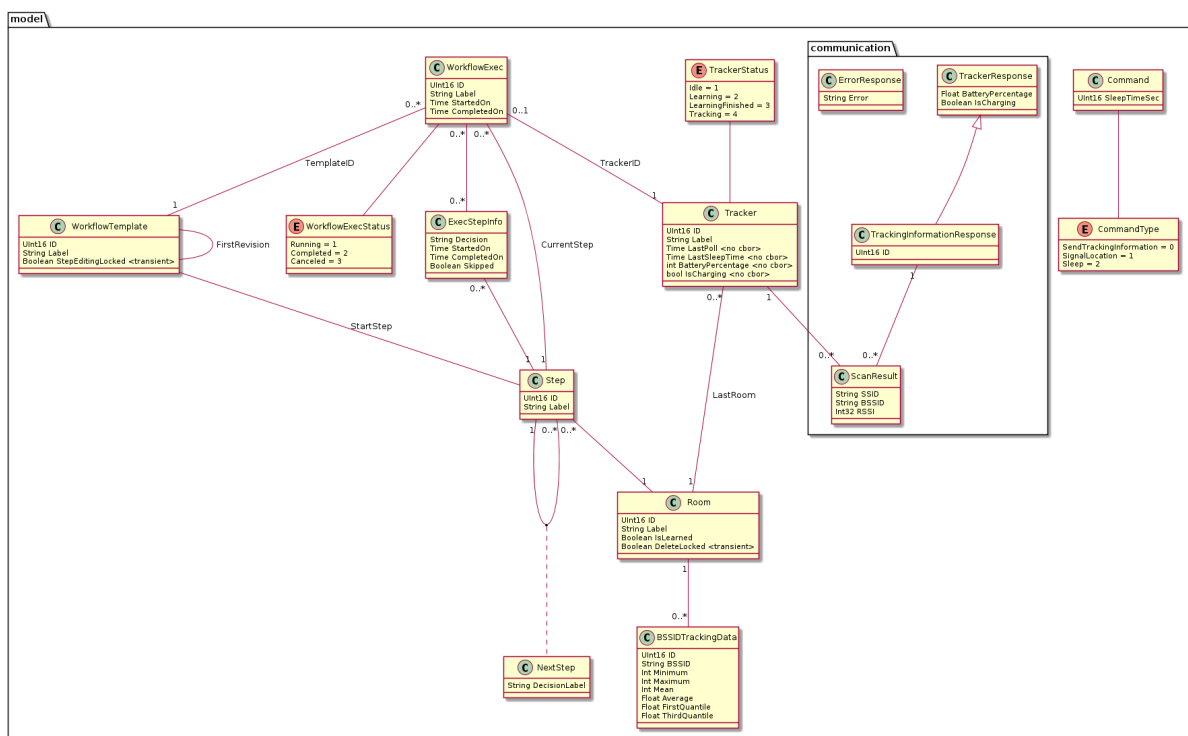 model
communication
C WorkflowExec
UInt16 ID
String Label
Time StartedOn
Time CompletedOn
E TrackerStatus
Idle = 1
Learning = 2
LearningFinished = 3
Tracking = 4
C ErrorResponse
String Error
C TrackerResponse
Float BatteryPercentage
Boolean IsCharging
C Command
UInt16 SleepTimeSec
0..*
0..1
0..*
0..*
TemplateID
TrackerID
1
0..*
1
C WorkflowTemplate
UInt16 ID
String Label
Boolean StepEditingLocked <transient>
FirstRevision
E WorkflowExecStatus
Running = 1
Completed = 2
Canceled = 3
C ExecStepInfo
String Decision
Time StartedOn
Time CompletedOn
Boolean Skipped
CurrentStep
C Tracker
UInt16 ID
String Label
Time LastPoll <no cbor>
Time LastSleepTime <no cbor>
int BatteryPercentage <no cbor>
bool IsCharging <no cbor>
C TrackingInformationResponse
UInt16 ID
E CommandType
SendTrackingInformation = 0
SignalLocation = 1
Sleep = 2
0..*
0..*
1
1
StartStep
1
1
0..*
0..*
C Step
UInt16 ID
String Label
C ScanResult
String SSID
String BSSID
Int32 RSSI
LastRoom
1
0..*
0..*
1
1
C Room
UInt16 ID
String Label
Boolean IsLearned
Boolean DeleteLocked <transient>
1
0..*
C NextStep
String DecisionLabel
C BSSIDTrackingData
UInt16 ID
String BSSID
Int Minimum
Int Maximum
Int Mean
Float Average
Float FirstQuantile
Float ThirdQuantile